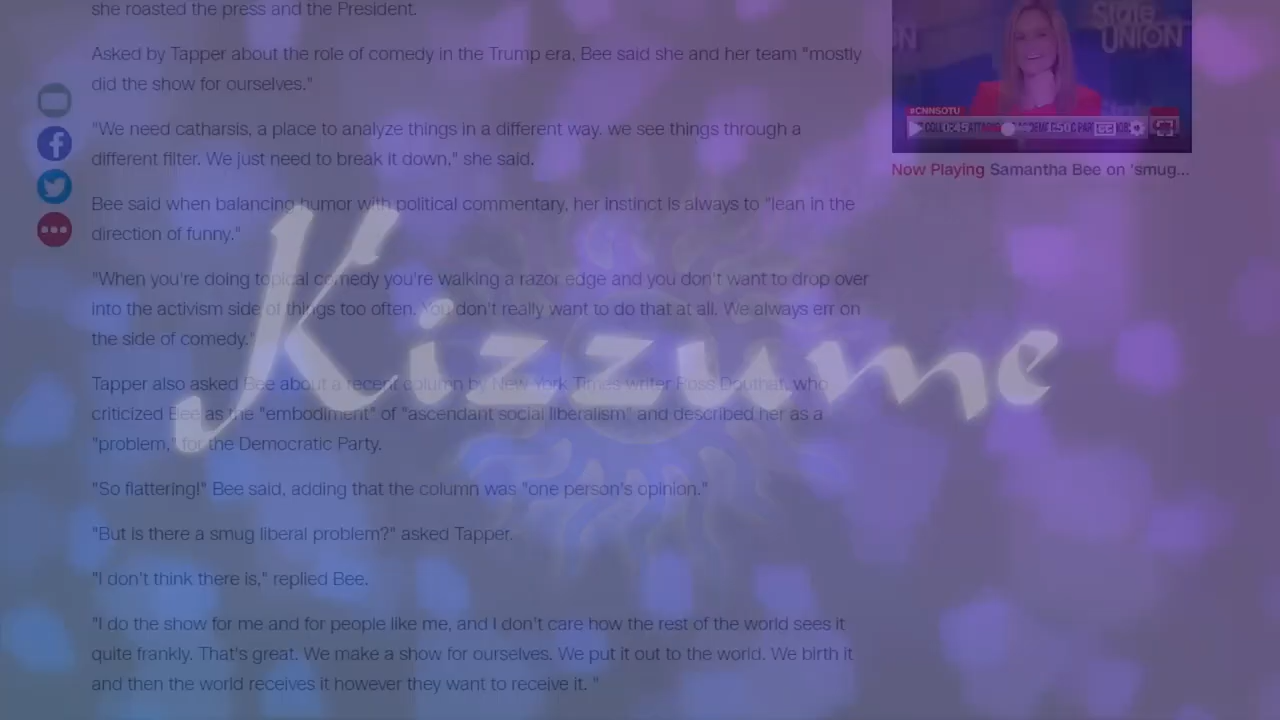 she roasted the press and the President.
Asked by Tapper about the role of comedy in the Trump era, Bee said she and her team "mostly
did the show for ourselves."
"We need catharsis, a place to analyze things in a different way, we see things through a
different filter. We just need to break it down," she said.
Bee said when balancing humor with political commentary, her instinct is always to "lean in the
direction of funny."
"When you're doing topical comedy you're walking a razor edge and you don't want to drop over
into the activism side of things too often. You don't really want to do that at all. We always err on
the side of comedy."
Tapper also asked Bee about a recent column by New York Times writer Ross Douthat, who
criticized Bee as the "embodiment" of "ascendant social liberalism" and described her as a
"problem," for the Democratic Party.
"So flattering!" Bee said, adding that the column was "one person's opinion."
"But is there a smug liberal problem?" asked Tapper.
"I don't think there is," replied Bee.
"I do the show for me and for people like me, and I don't care how the rest of the world sees it
quite frankly. That's great. We make a show for ourselves. We put it out to the world. We birth it
and then the world receives it however they want to receive it. "
Kizzume
State
UNION
#CNNSOTU
0:45
CC
Now Playing Samantha Bee on 'smug...